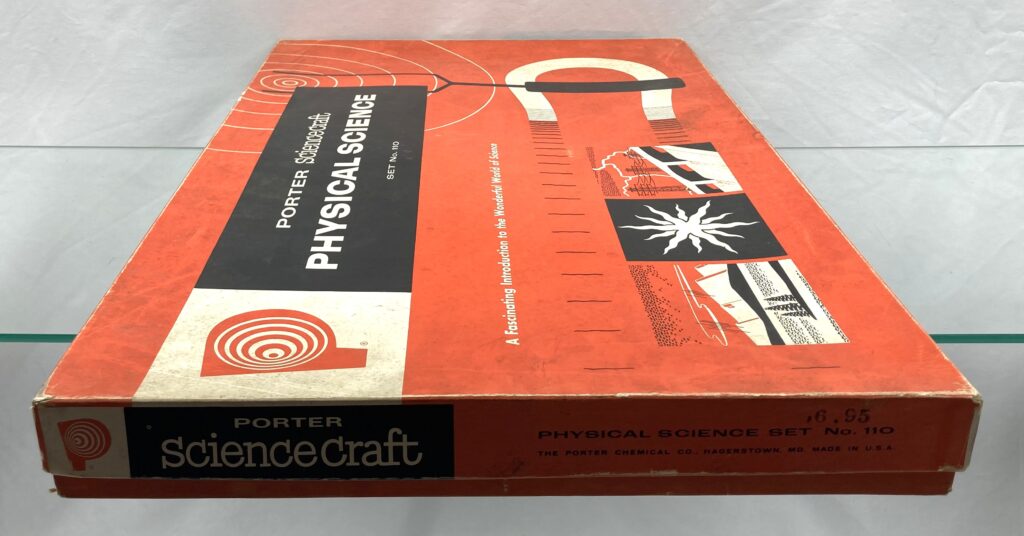 PORTER sciencecraft
PHYSICAL SCIENCE
SET No. 110
A Fascinating Introduction to the Wonderful World of Science
®
PORTER
sciencecraft
6.95
PHYSICAL SCIENCE SET No. 110
THE PORTER CHEMICAL CO., HAGERSTOWN, MD. MADE IN U.S.A.